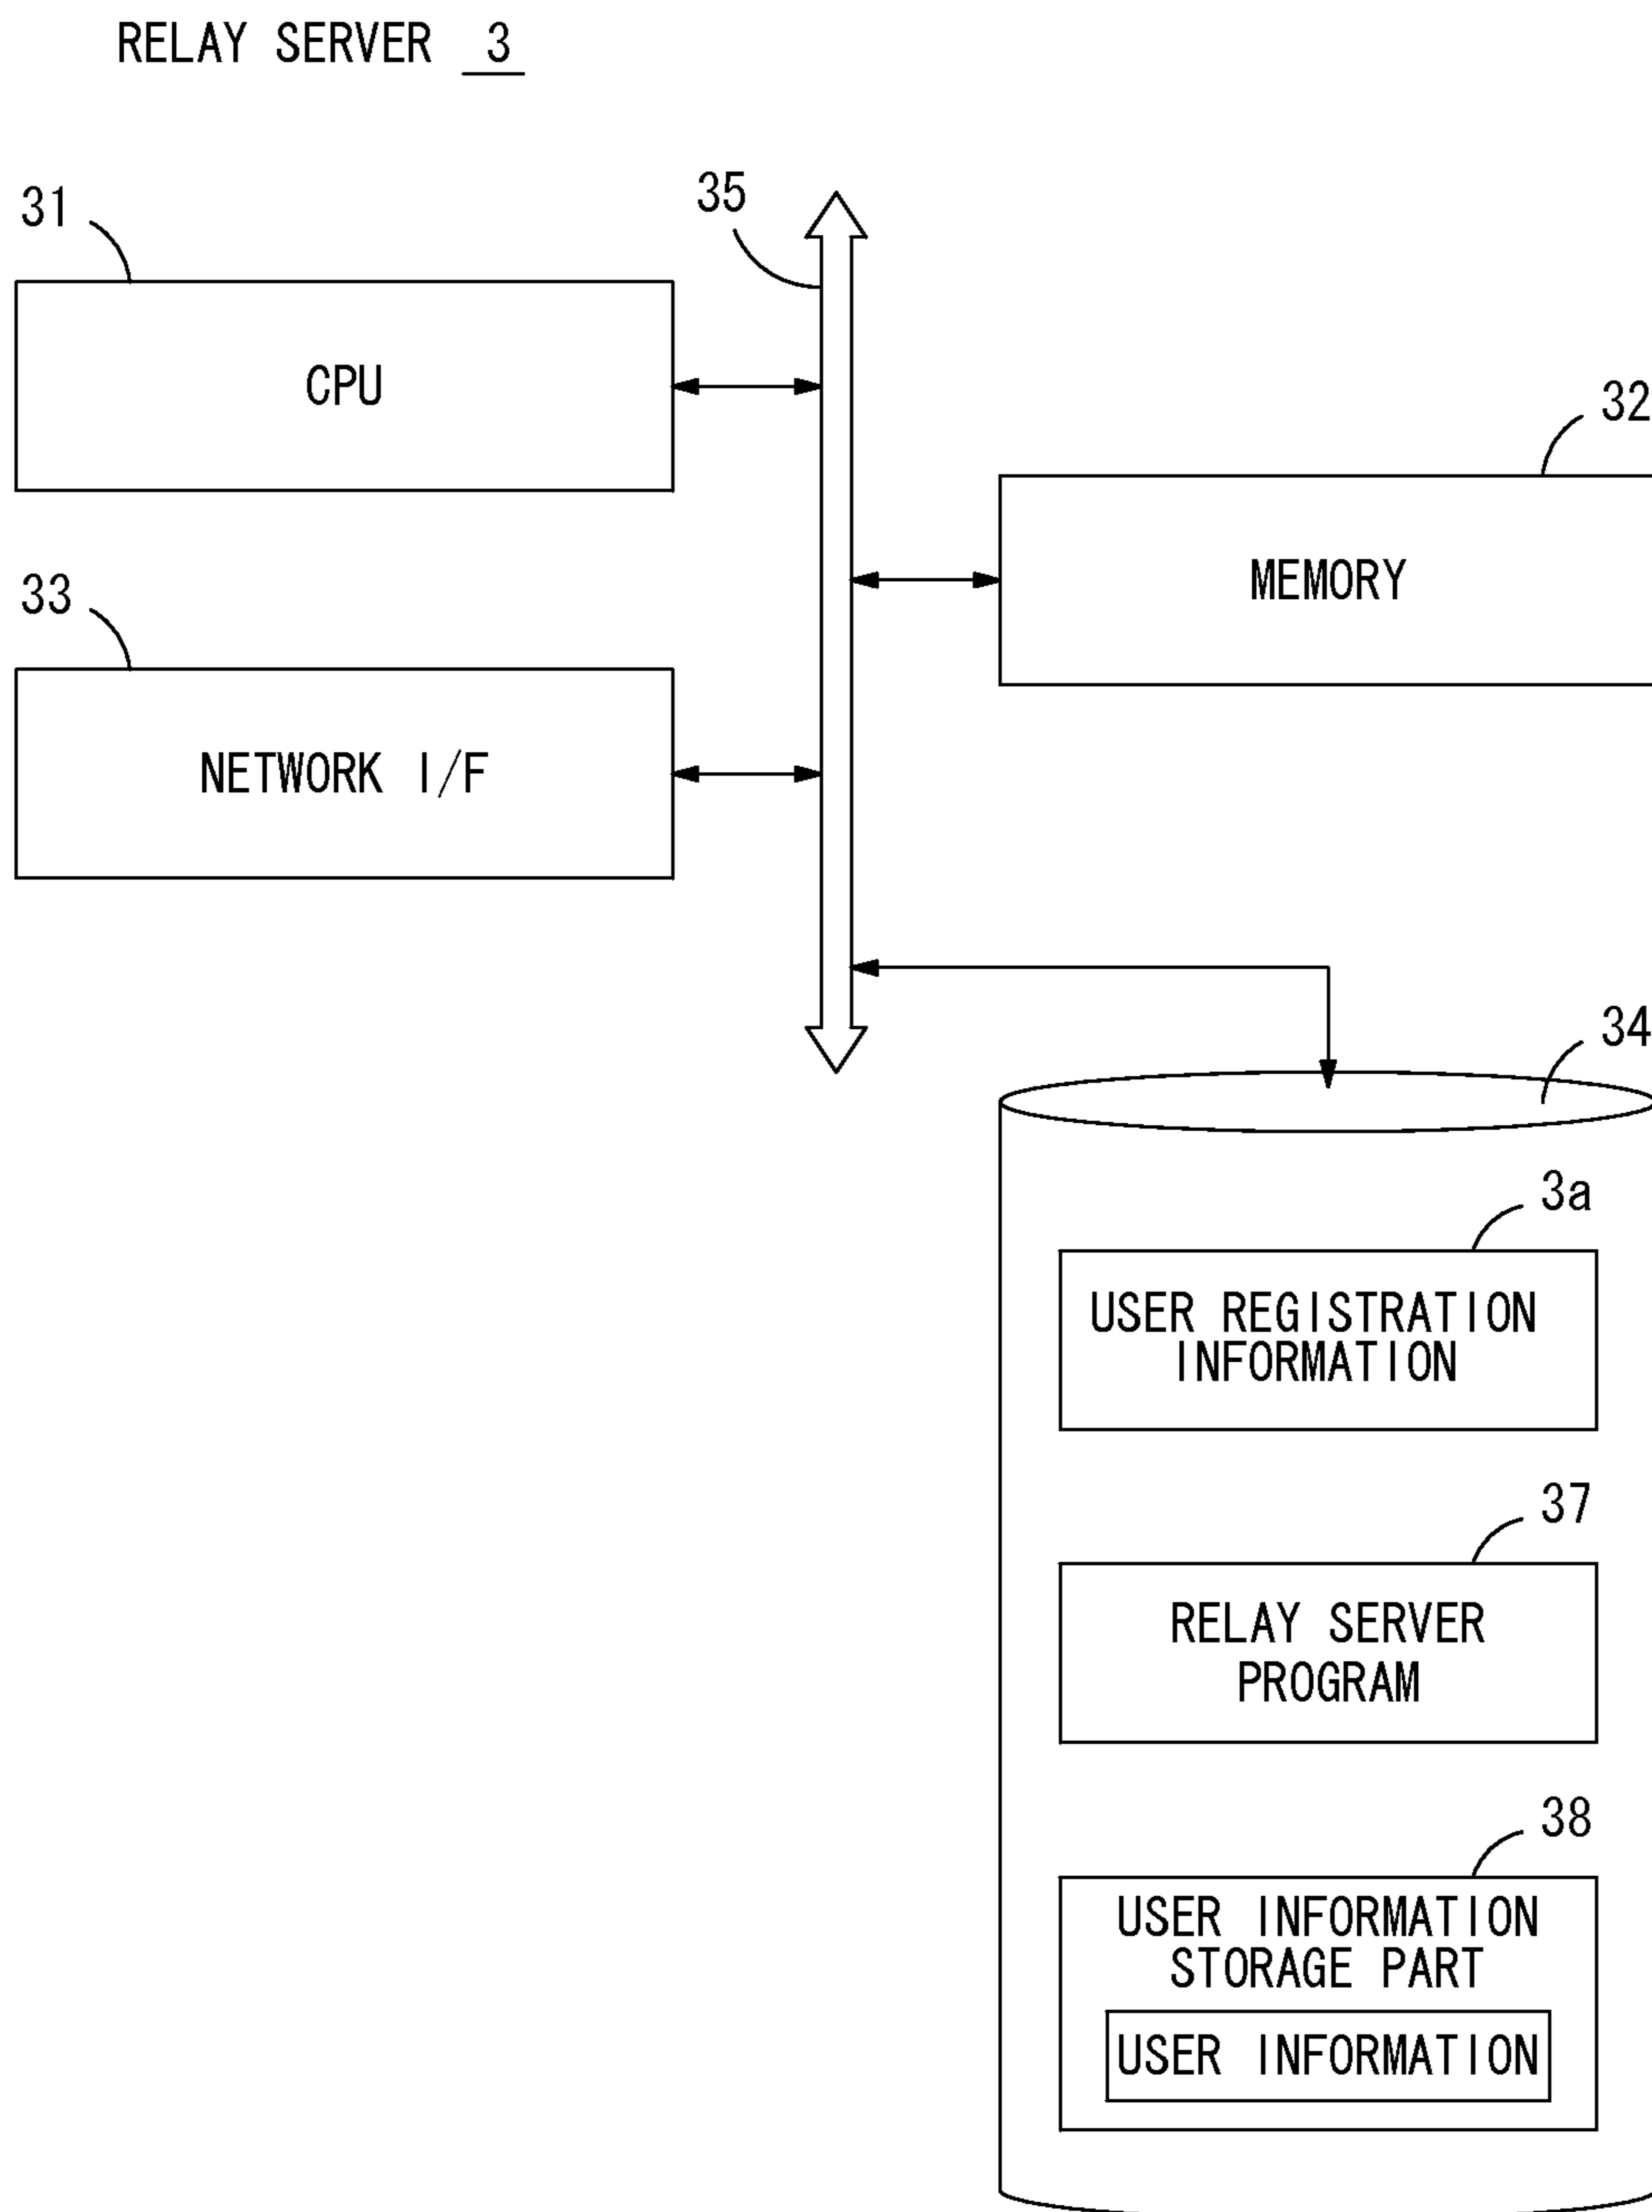 RELAY SERVER 3
31
35
CPU
32
MEMORY
33
NETWORK I/F
34
3a
USER REGISTRATION
INFORMATION
37
RELAY SERVER
PROGRAM
38
USER INFORMATION
STORAGE PART
USER INFORMATION